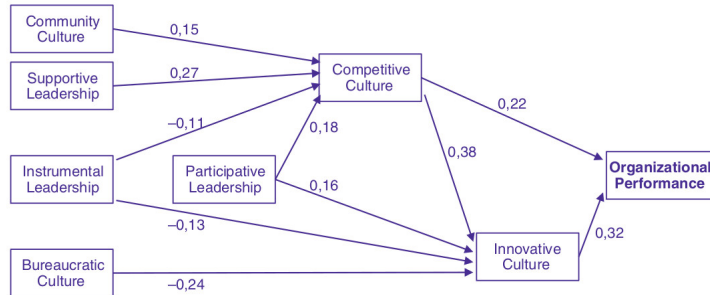 Community
Culture
0,15
Supportive
Leadership
0,27
Competitive
Culture
–0,11
0,18
0,22
Instrumental
Leadership
Participative
Leadership
0,38
Organizational
Performance
0,16
–0,13
0,32
Bureaucratic
Culture
–0,24
Innovative
Culture